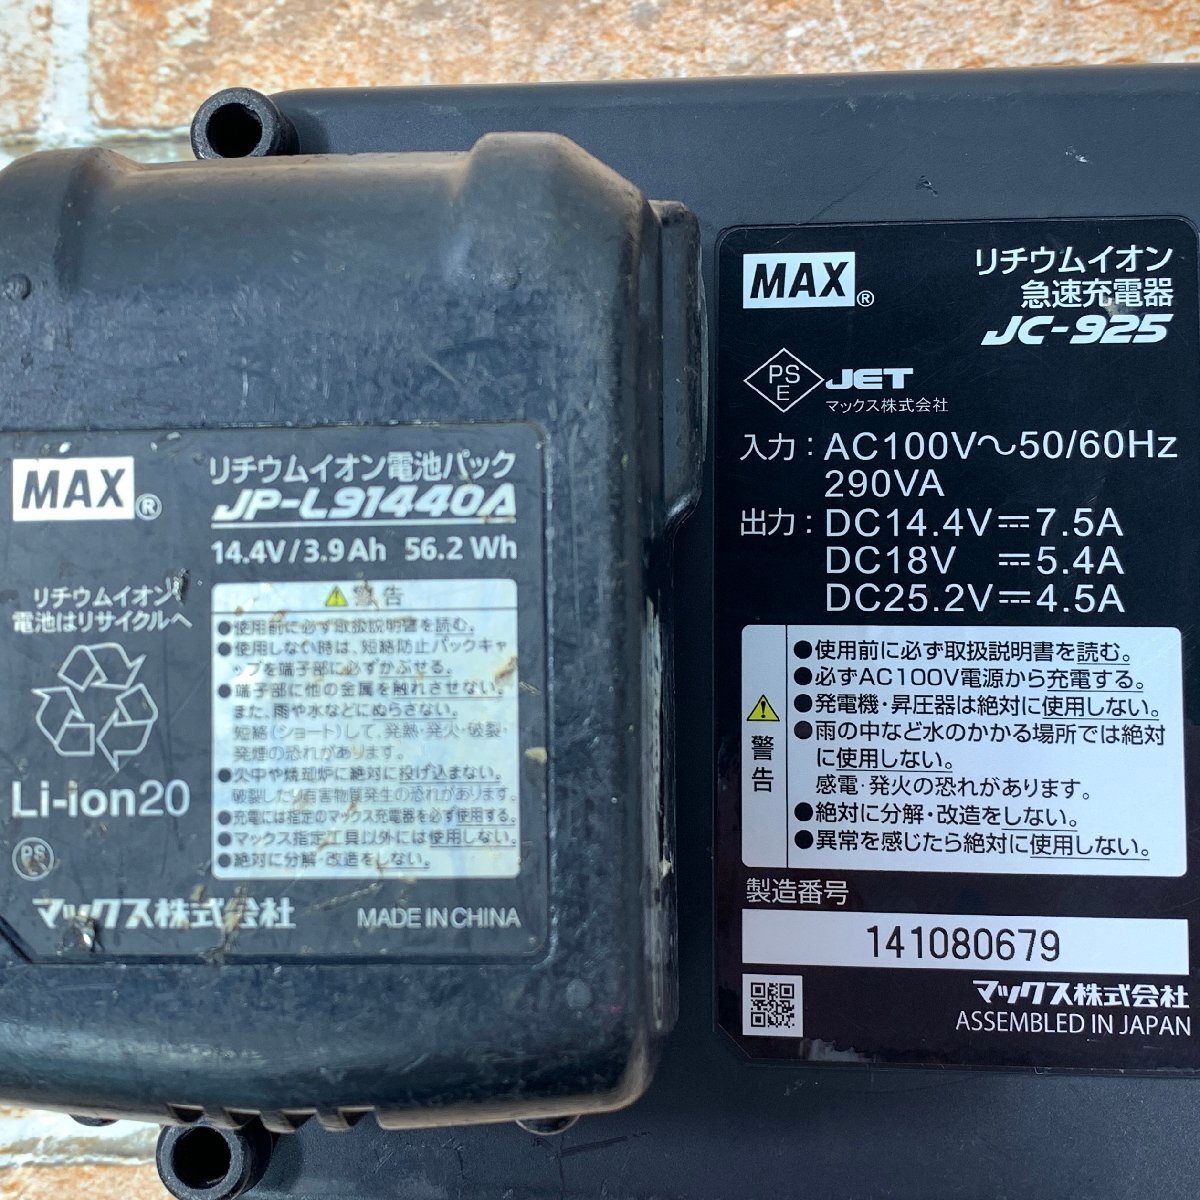 MAX®
リチウムイオン電池パック
JP-L91440A
14.4V/3.9Ah 56.2 Wh
リチウムイオン
電池はリサイクルへ
Li-ion20
PS
警告
●使用前に必ず取扱説明書を読む。
●使用しない時は、短絡防止パックキャ
ップを端子部に必ずかぶせる。
●端子部に他の金属を触れさせない。
また、雨や水などにぬらさない。
短絡(ショート)して、発熱・発火・破裂・
発煙の恐れがあります。
●火中や焼却炉に絶対に投げ込まない。
破裂したり有害物質発生の恐れがあります。
●充電には指定のマックス充電器を必ず使用する。
●マックス指定工具以外には使用しない。
●絶対に分解・改造をしない。
マックス株式会社
MADE IN CHINA
MAX®
リチウムイオン
急速充電器
JC-925
PS
E
JET
マックス株式会社
入力：AC100V～50/60Hz
290VA
出力：DC14.4V⎓7.5A
DC18V ⎓5.4A
DC25.2V⎓4.5A
警告
●使用前に必ず取扱説明書を読む。
●必ずAC100V電源から充電する。
●発電機・昇圧器は絶対に使用しない。
●雨の中など水のかかる場所では絶対
に使用しない。
感電・発火の恐れがあります。
●絶対に分解・改造をしない。
●異常を感じたら絶対に使用しない。
製造番号
141080679
マックス株式会社
ASSEMBLED IN JAPAN